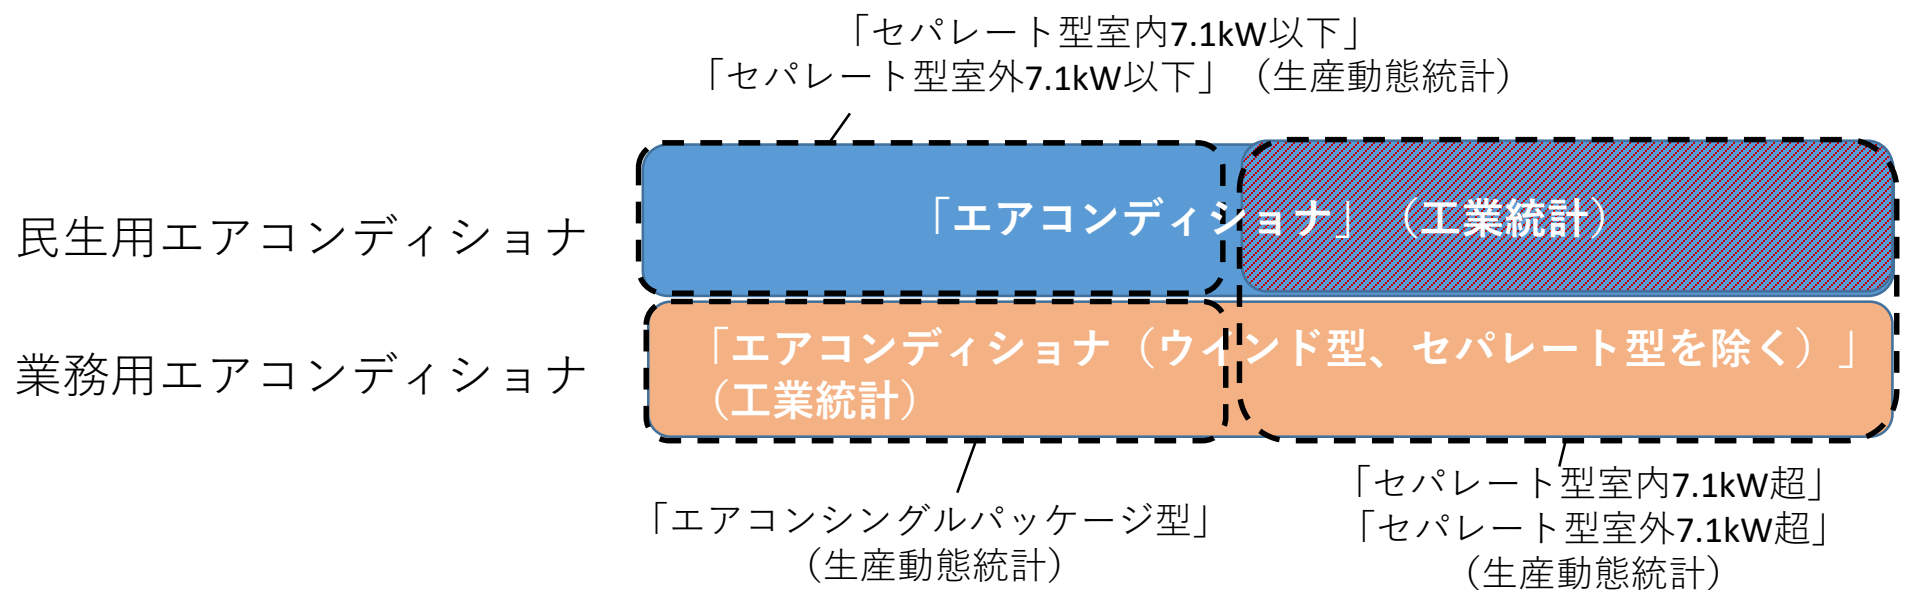 「セパレート型室内7.1kW以下」
「セパレート型室外7.1kW以下」（生産動態統計）
民生用エアコンディショナ
「エアコンディショナ」（工業統計）
業務用エアコンディショナ
「エアコンディショナ（ウインド型、セパレート型を除く）」
（工業統計）
「エアコンシングルパッケージ型」
（生産動態統計）
「セパレート型室内7.1kW超」
「セパレート型室外7.1kW超」
（生産動態統計）